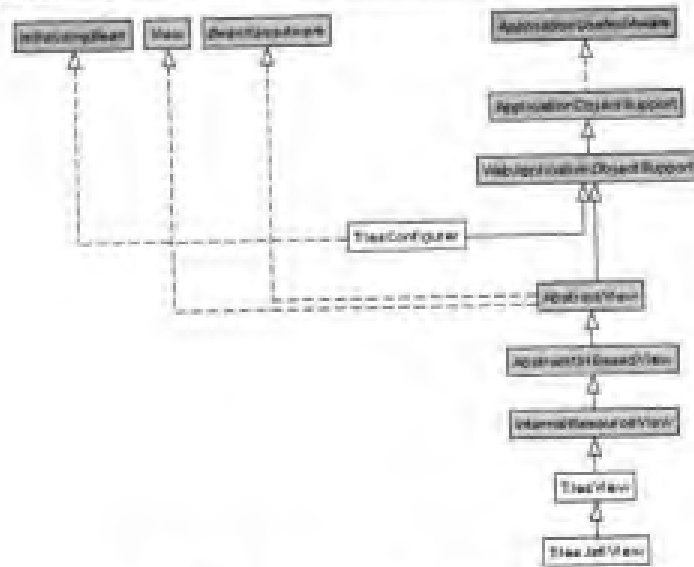 InitializingBean
View
BeanNameAware
ApplicationContextAware
ApplicationObjectSupport
WebApplicationObjectSupport
TilesConfigurer
AbstractView
AbstractUrlBasedView
InternalResourceView
TilesView
TilesJstlView